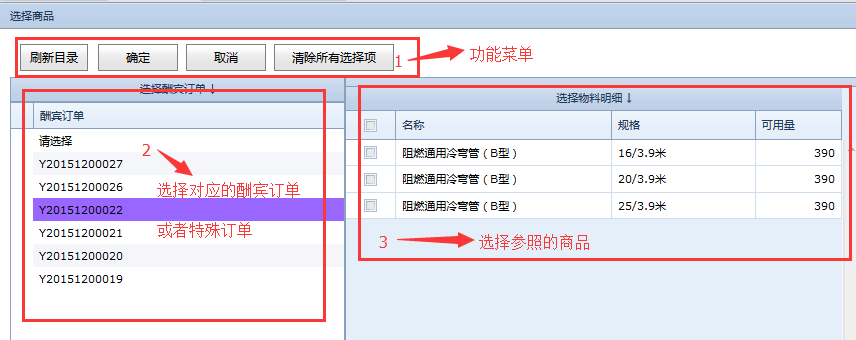 选择商品
刷新目录 确定 取消 清除所有选择项 1 功能菜单
选择酬宾订单↓
酬宾订单
请选择
Y20151200027
Y20151200026
Y20151200022
Y20151200021
Y20151200020
Y20151200019
2
选择对应的酬宾订单
或者特殊订单
选择物料明细↓
名称 规格 可用量
阻燃通用冷弯管（B型） 16/3.9米 390
阻燃通用冷弯管（B型） 20/3.9米 390
阻燃通用冷弯管（B型） 25/3.9米 390
3 选择参照的商品